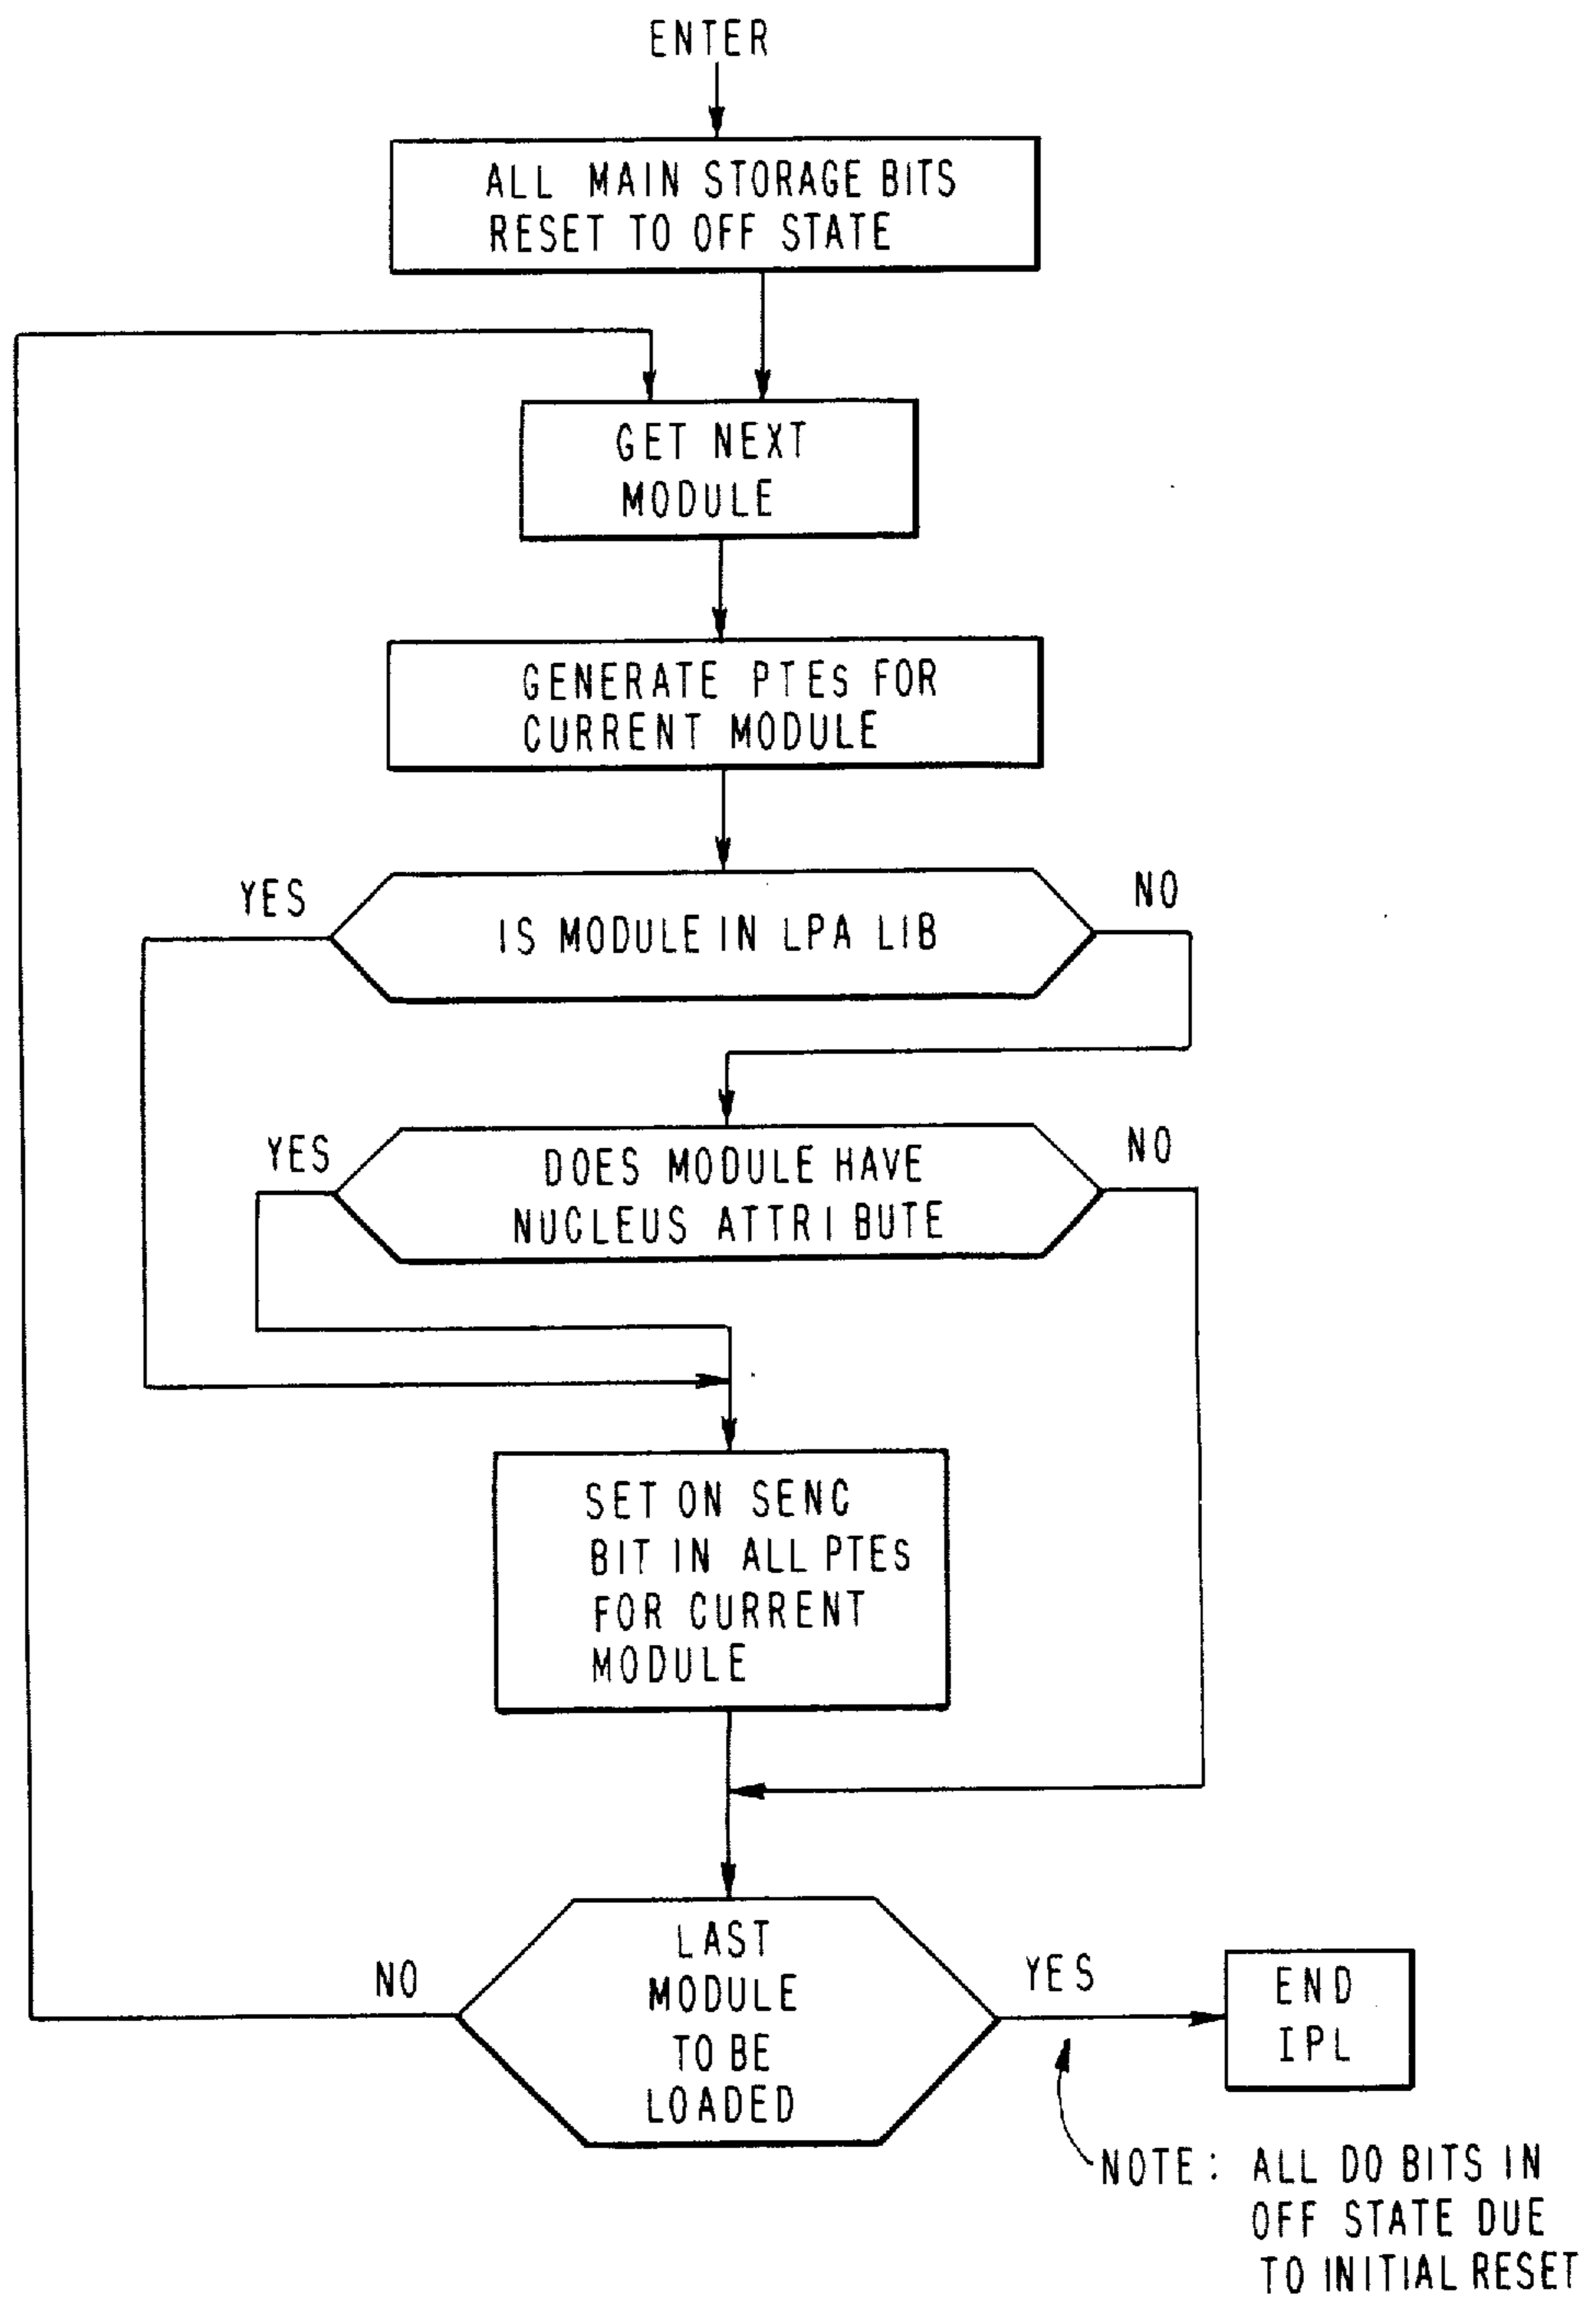 ENTER
ALL MAIN STORAGE BITS
RESET TO OFF STATE
GET NEXT
MODULE
GENERATE PTEs FOR
CURRENT MODULE
YES
IS MODULE IN LPA LIB
NO
YES
DOES MODULE HAVE
NUCLEUS ATTRIBUTE
NO
SET ON SENC
BIT IN ALL PTEs
FOR CURRENT
MODULE
LAST
MODULE
TO BE
LOADED
NO
YES
END
IPL
NOTE: ALL DO BITS IN
OFF STATE DUE
TO INITIAL RESET